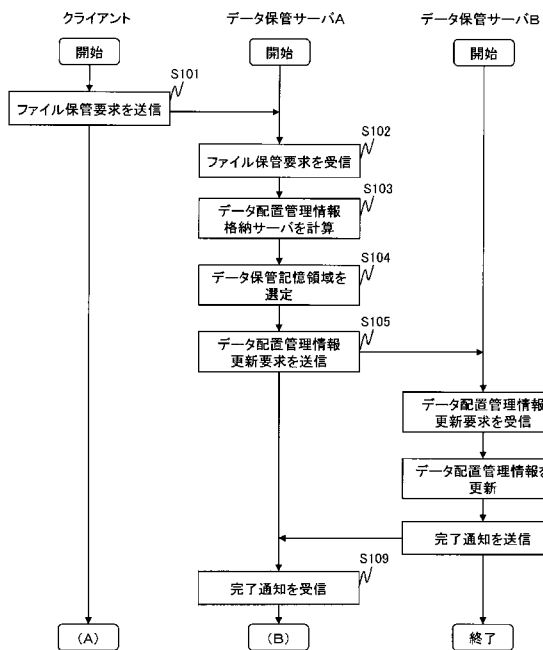 クライアント
データ保管サーバA
データ保管サーバB
開始
開始
開始
S101
ファイル保管要求を送信
S102
ファイル保管要求を受信
S103
データ配置管理情報
格納サーバを計算
S104
データ保管記憶領域を
選定
S105
データ配置管理情報
更新要求を送信
データ配置管理情報
更新要求を受信
データ配置管理情報を
更新
完了通知を送信
S109
完了通知を受信
(A)
(B)
終了